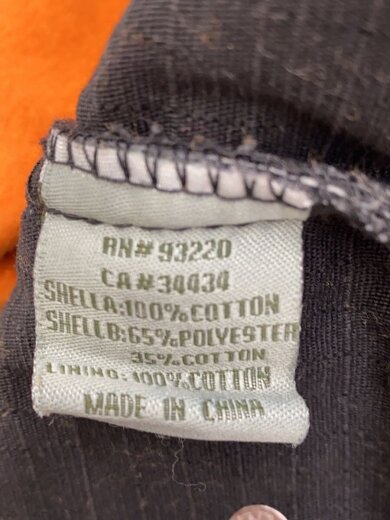 RN# 93220
CA#34434
SHELLA:100%COTTON
SHELLB:65%POLYESTER
35%COTTON
LINING: 100%COTTON
MADE IN CHINA